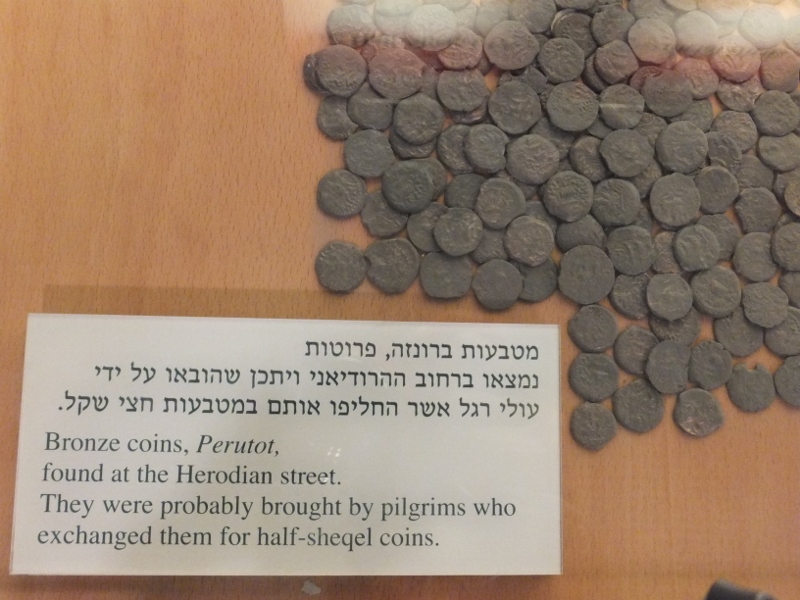 מטבעות ברונזה, פרוטות
נמצאו ברחוב ההרודיאני ויתכן שהובאו על ידי
עולי רגל אשר החליפו אותם במטבעות חצי שקל.
Bronze coins, Perutot,
found at the Herodian street.
They were probably brought by pilgrims who
exchanged them for half-sheqel coins.